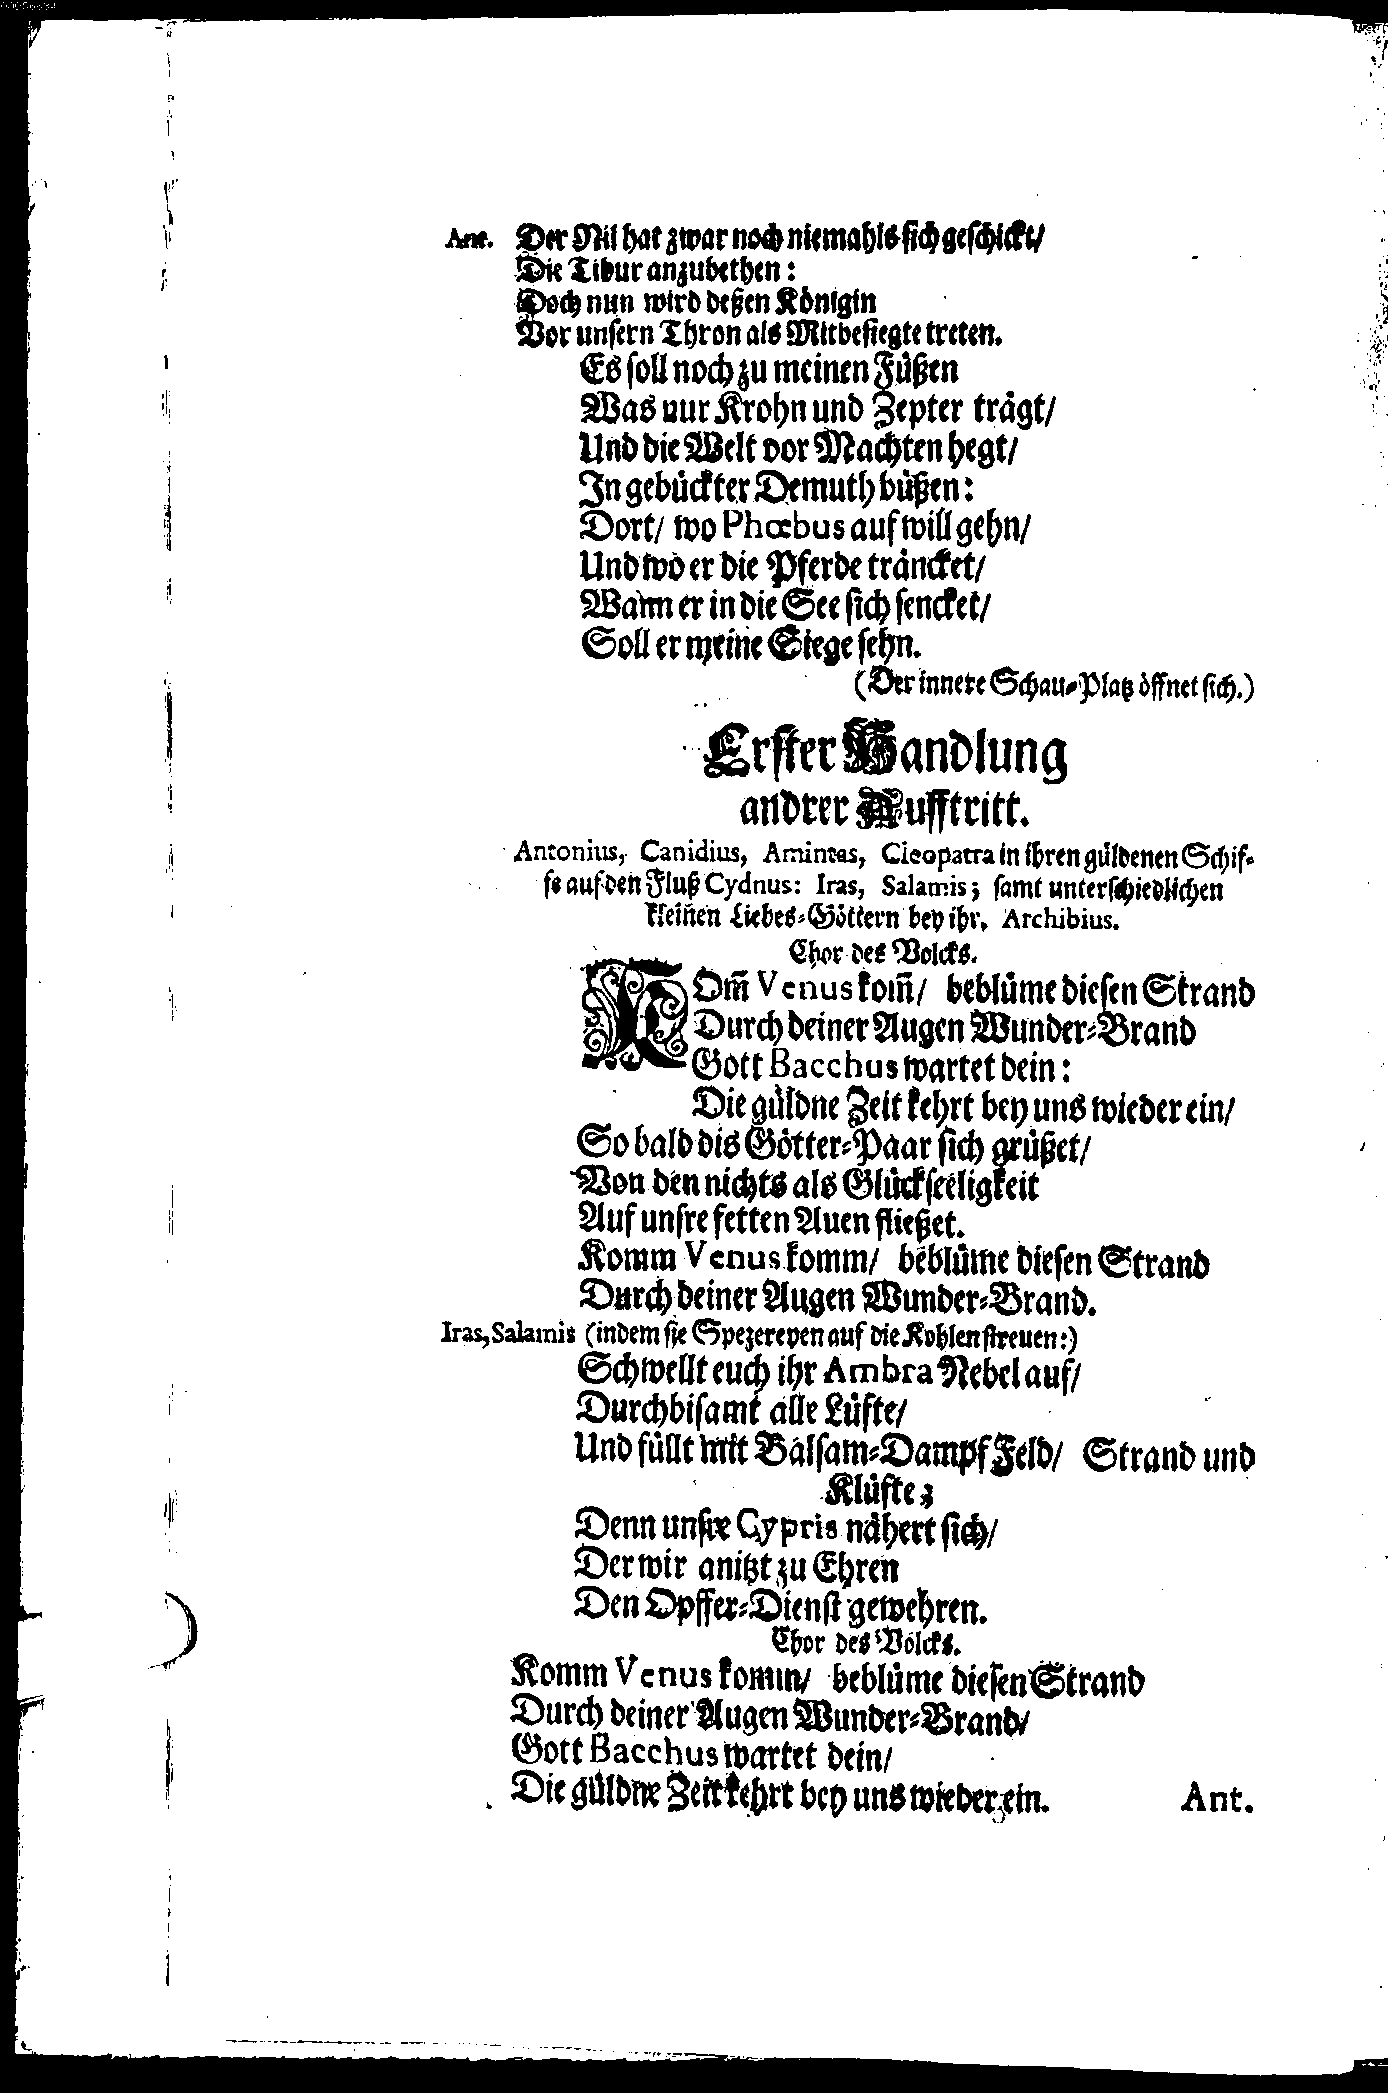 Ant. Der Nil hat zwar noch niemahls sich geschickt/
Die Tibur anzubethen:
Doch nun wird deßen Königin
Vor unsern Thron als Mitbesiegte treten.
Es soll noch zu meinen Füßen
Was nur Krohn und Zepter trägt/
Und die Welt vor Machten hegt/
In gebückter Demuth büßen:
Dort/ wo Phœbus auf will gehn/
Und wo er die Pferde träncket/
Wann er in die See sich sencket/
Soll er meine Siege sehn.
(Der innere Schau-Platz öffnet sich.)
Erster Handlung
andrer Aufftritt.
Antonius, Canidius, Amintas, Cleopatra in ihren güldenen Schif-
fe auf den Fluß Cydnus: Iras, Salamis; samt unterschiedlichen
kleinen Liebes-Göttern bey ihr, Archibius.
Chor des Volcks.
KOm̃ Venus kom̃/ beblüme diesen Strand
Durch deiner Augen Wunder-Brand
Gott Bacchus wartet dein:
Die güldne Zeit kehrt bey uns wieder ein/
So bald dis Götter-Paar sich grüßet/
Von den nichts als Glückseeligkeit
Auf unsre fetten Auen fließet.
Komm Venus komm/ beblüme diesen Strand
Durch deiner Augen Wunder-Brand.
Iras, Salamis (indem sie Spezereyen auf die Kohlen streuen:)
Schwellt euch ihr Ambra Nebel auf/
Durchbisamt alle Lüfte/
Und füllt mit Balsam-Dampf Feld/ Strand und
Klüfte;
Denn unsre Cypris nähert sich/
Der wir anitzt zu Ehren
Den Opffer-Dienst gewehren.
Chor des Volcks.
Komm Venus komm/ beblüme diesen Strand
Durch deiner Augen Wunder-Brand/
Gott Bacchus wartet dein/
Die güldne Zeit kehrt bey uns wieder ein.
Ant.